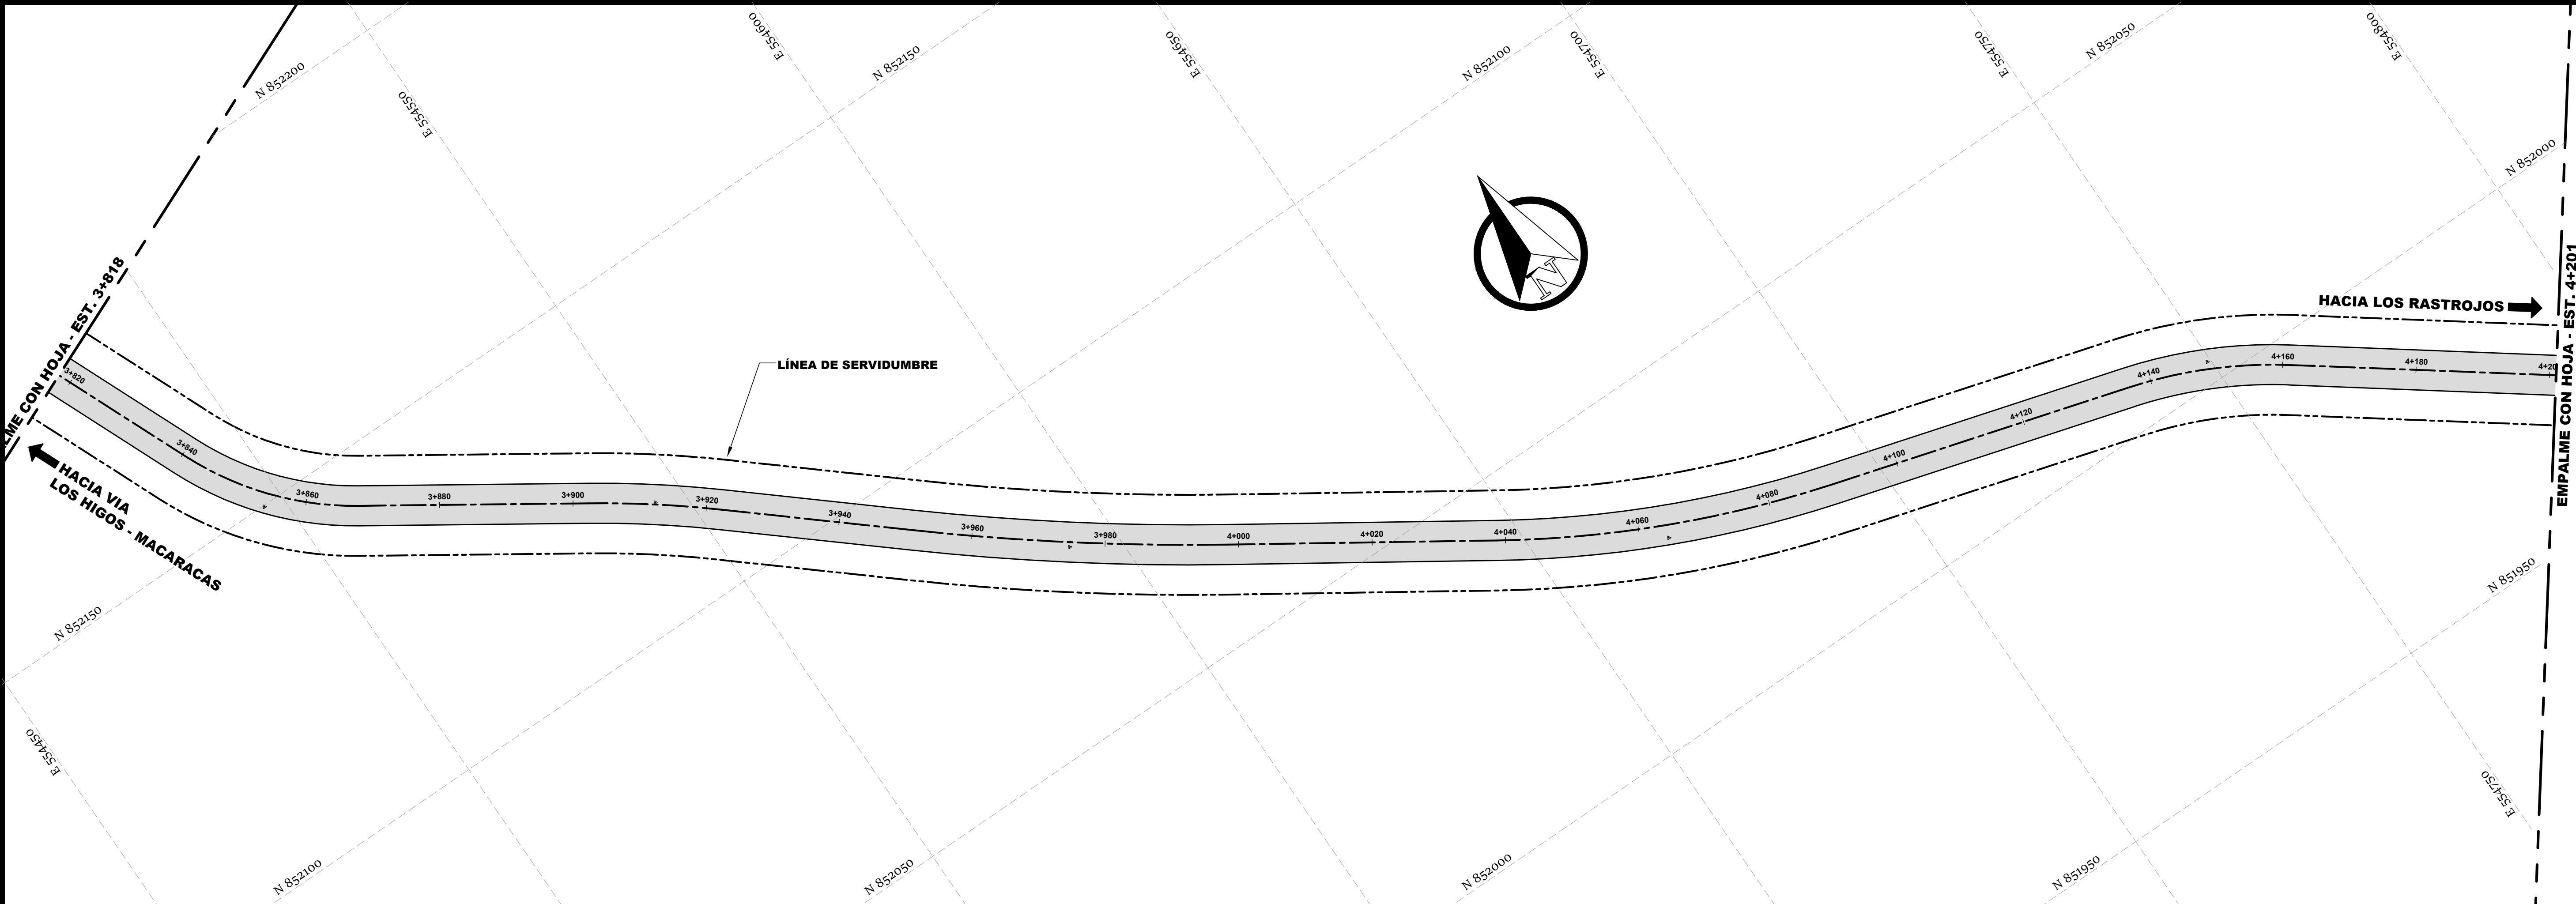 E 554600
E 554650
E 554700
E 554750
E 554800
N 852200
N 852150
N 852100
N 852050
E 554550
N 852000
EMPALME CON HOJA - EST. 4+201
HACIA LOS RASTROJOS
N
LÍNEA DE SERVIDUMBRE
LME CON HOJA - EST. 3+818
3+820
3+840
3+860
3+880
3+900
3+920
3+940
3+960
3+980
4+000
4+020
4+040
4+060
4+080
4+100
4+120
4+140
4+160
4+180
4+20
HACIA VIA
LOS HIGOS - MACARACAS
N 852150
N 851950
E 554450
E 554750
N 852100
N 852050
N 852000
N 851950